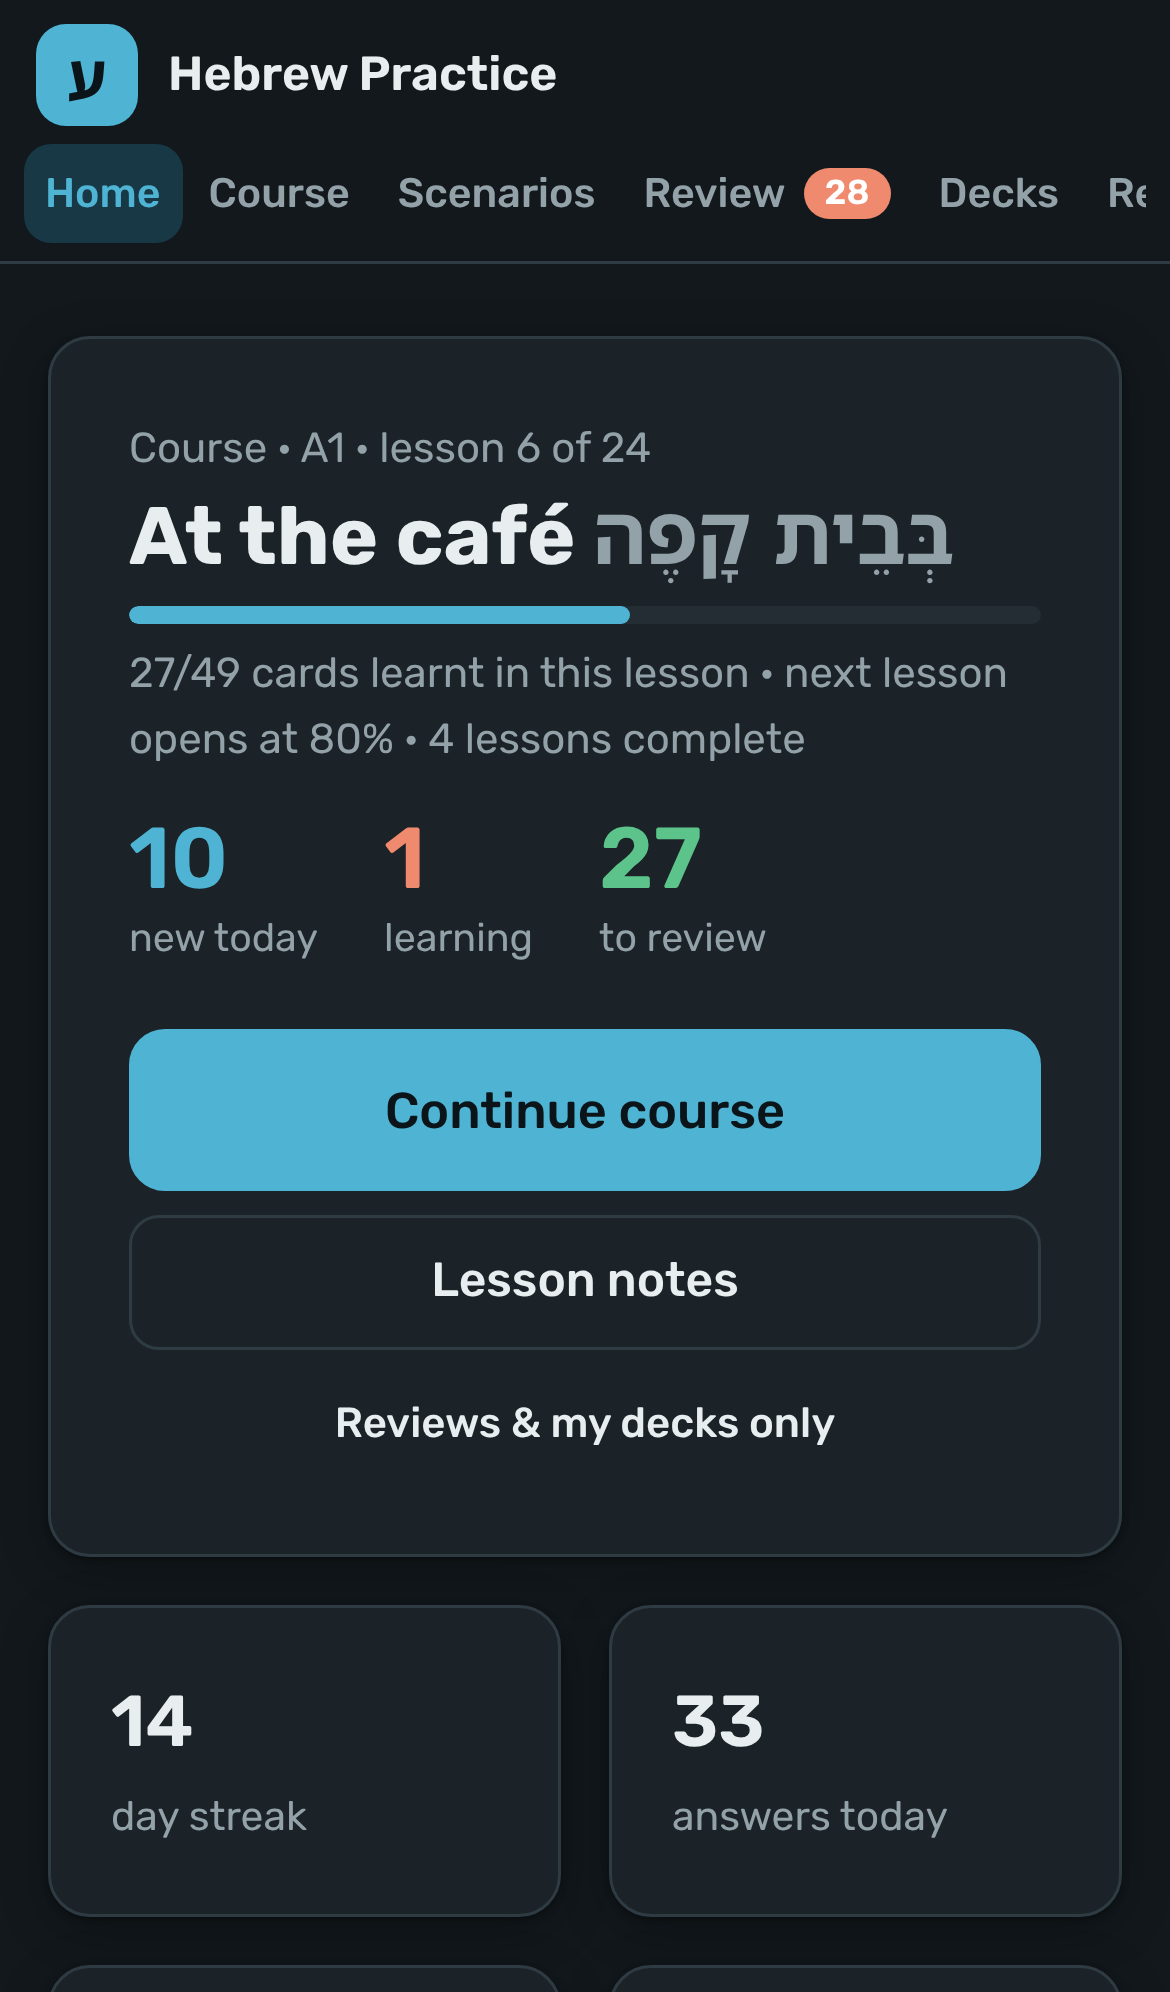 ע Hebrew Practice
Home Course Scenarios Review 28 Decks Re
Course • A1 • lesson 6 of 24
At the café בְּבֵית קָפֶה
27/49 cards learnt in this lesson • next lesson
opens at 80% • 4 lessons complete
10 1 27
new today learning to review
Continue course
Lesson notes
Reviews & my decks only
14 33
day streak answers today